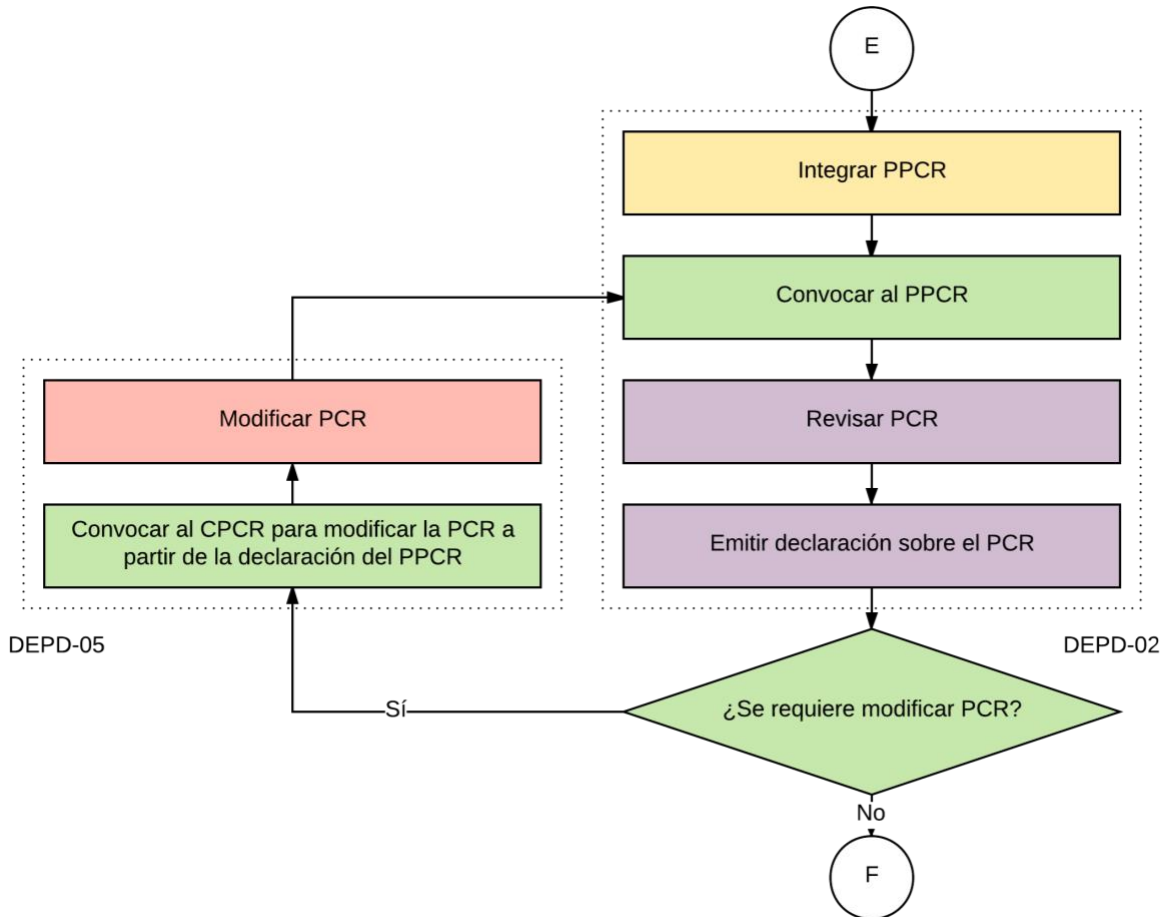 E
Integrar PPCR
Convocar al PPCR
Modificar PCR
Revisar PCR
Convocar al CPCR para modificar la PCR a
partir de la declaración del PPCR
Emitir declaración sobre el PCR
DEPD-05
DEPD-02
Sí
¿Se requiere modificar PCR?
No
F